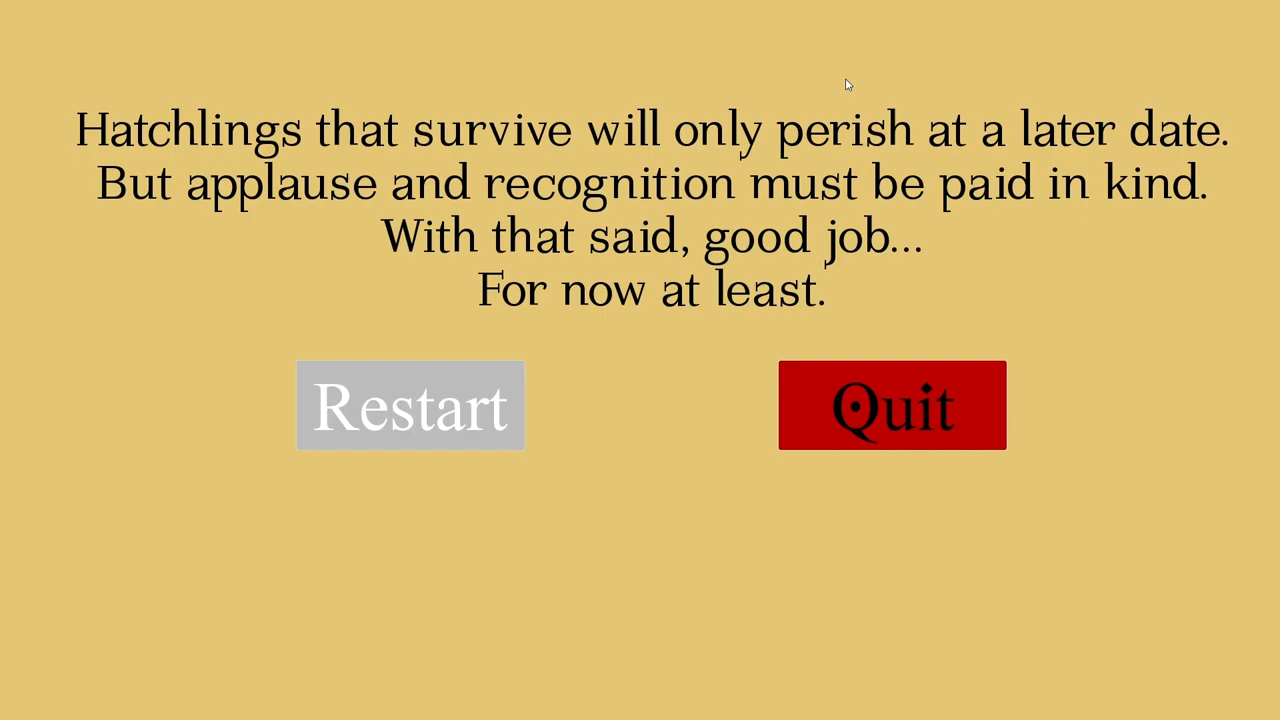 Hatchlings that survive will only perish at a later date.
But applause and recognition must be paid in kind.
With that said, good job...
For now at least.
Restart
Quit